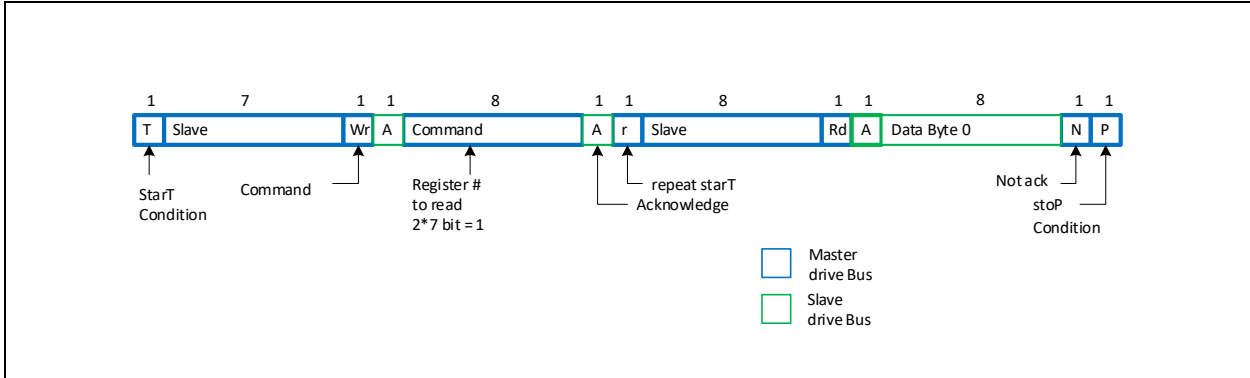 1 7 1 1 8 1 1 8 1 1 8 1 1
T Slave Wr A Command A r Slave Rd A Data Byte 0 N P
StarT
Condition
Command
Register #
to read
2*7 bit = 1
repeat starT
Acknowledge
Not ack
stoP
Condition
Master
drive Bus
Slave
drive Bus